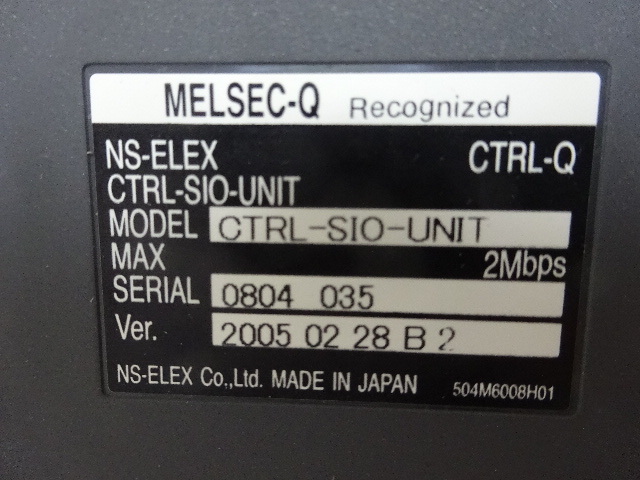 MELSEC-Q Recognized
NS-ELEX CTRL-Q
CTRL-SIO-UNIT
MODEL CTRL-SIO-UNIT
MAX 2Mbps
SERIAL 0804 035
Ver. 2005 02 28 B 2
NS-ELEX Co.,Ltd. MADE IN JAPAN 504M6008H01